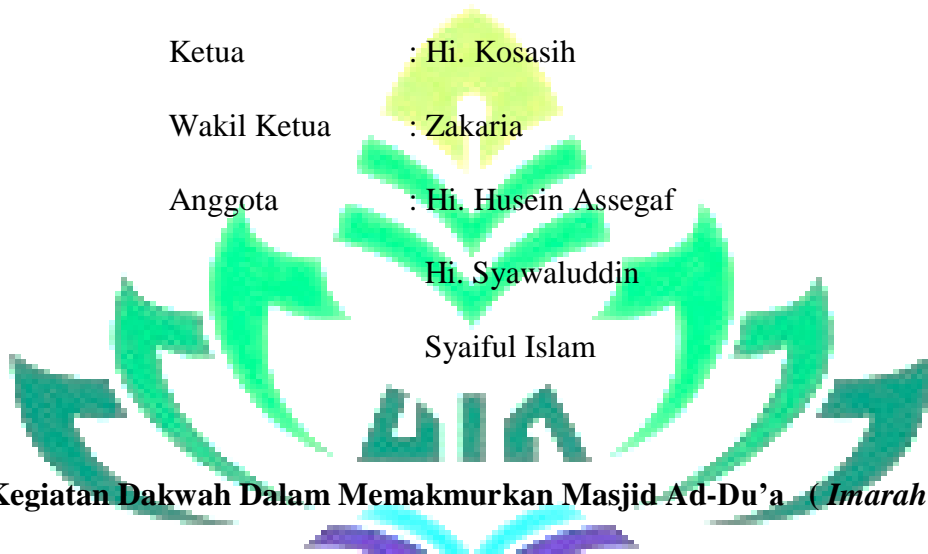 Ketua : Hi. Kosasih
Wakil Ketua : Zakaria
Anggota : Hi. Husein Assegaf
Hi. Syawaluddin
Syaiful Islam
UIN
Kegiatan Dakwah Dalam Memakmurkan Masjid Ad-Du’a ( Imarah